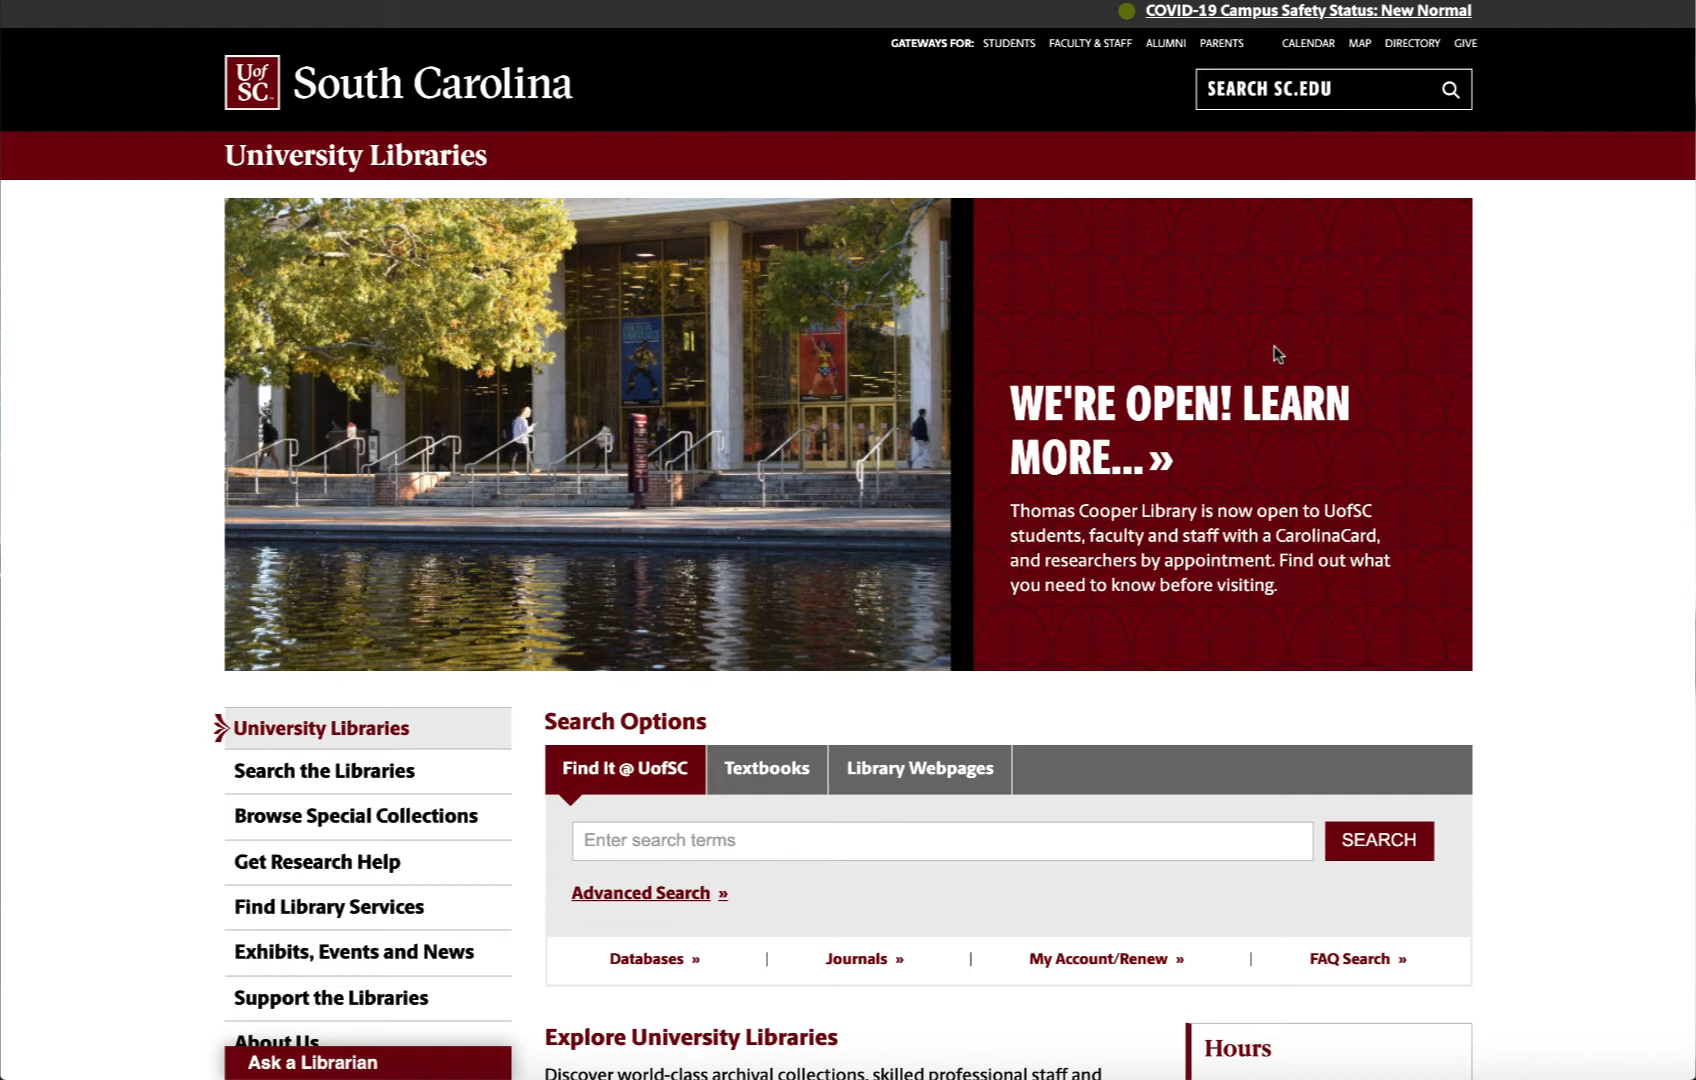 COVID-19 Campus Safety Status: New Normal
GATEWAYS FOR: STUDENTS FACULTY & STAFF ALUMNI PARENTS CALENDAR MAP DIRECTORY GIVE
UofSC South Carolina
SEARCH SC.EDU
University Libraries
WE'RE OPEN! LEARN
MORE... »
Thomas Cooper Library is now open to UofSC
students, faculty and staff with a CarolinaCard,
and researchers by appointment. Find out what
you need to know before visiting.
University Libraries
Search the Libraries
Browse Special Collections
Get Research Help
Find Library Services
Exhibits, Events and News
Support the Libraries
About Us
Ask a Librarian
Search Options
Find It @ UofSC Textbooks Library Webpages
Enter search terms SEARCH
Advanced Search »
Databases » | Journals » | My Account/Renew » | FAQ Search »
Explore University Libraries
Discover world-class archival collections, skilled professional staff and
Hours